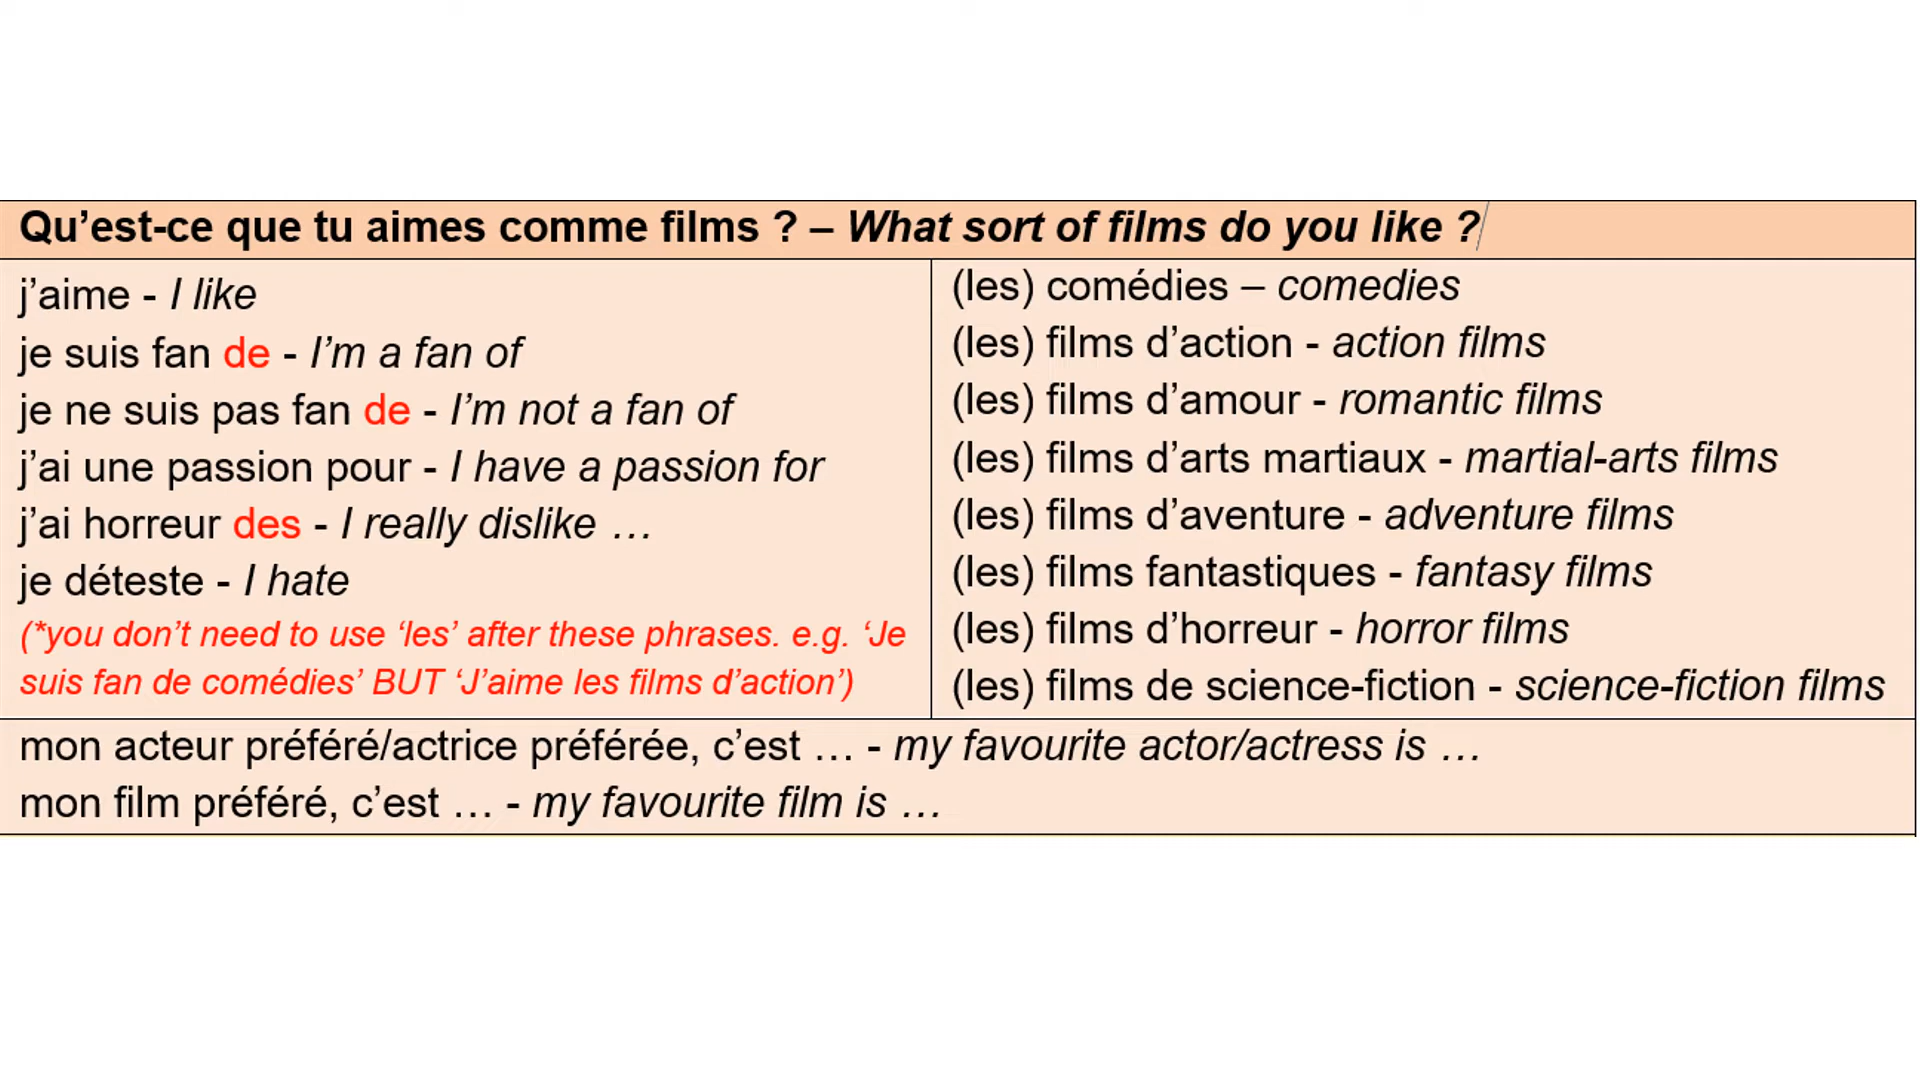 Qu’est-ce que tu aimes comme films ? – What sort of films do you like ?
j’aime - I like
je suis fan de - I’m a fan of
je ne suis pas fan de - I’m not a fan of
j’ai une passion pour - I have a passion for
j’ai horreur des - I really dislike …
je déteste - I hate
(*you don’t need to use ‘les’ after these phrases. e.g. ‘Je
suis fan de comédies’ BUT ‘J’aime les films d’action’)
(les) comédies – comedies
(les) films d’action - action films
(les) films d’amour - romantic films
(les) films d’arts martiaux - martial-arts films
(les) films d’aventure - adventure films
(les) films fantastiques - fantasy films
(les) films d’horreur - horror films
(les) films de science-fiction - science-fiction films
mon acteur préféré/actrice préférée, c’est … - my favourite actor/actress is …
mon film préféré, c’est … - my favourite film is …